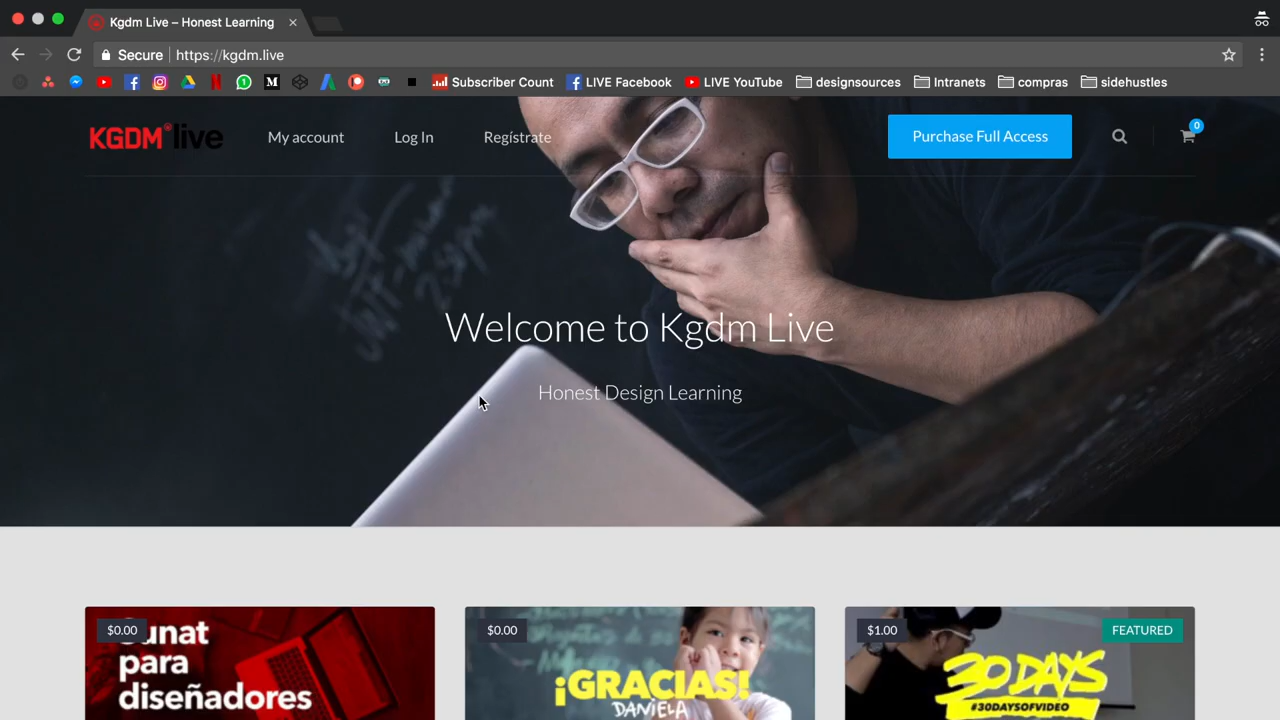 Kgdm Live – Honest Learning
Secure https://kgdm.live
Subscriber Count LIVE Facebook LIVE YouTube designsources Intranets compras sidehustles
KGDM live My account Log In Regístrate Purchase Full Access 0
Welcome to Kgdm Live
Honest Design Learning
$0.00
Sunat
para
diseñadores
$0.00
¡GRACIAS!
DANIELA
$1.00 FEATURED
30 DAYS
#30DAYSOFVIDEO